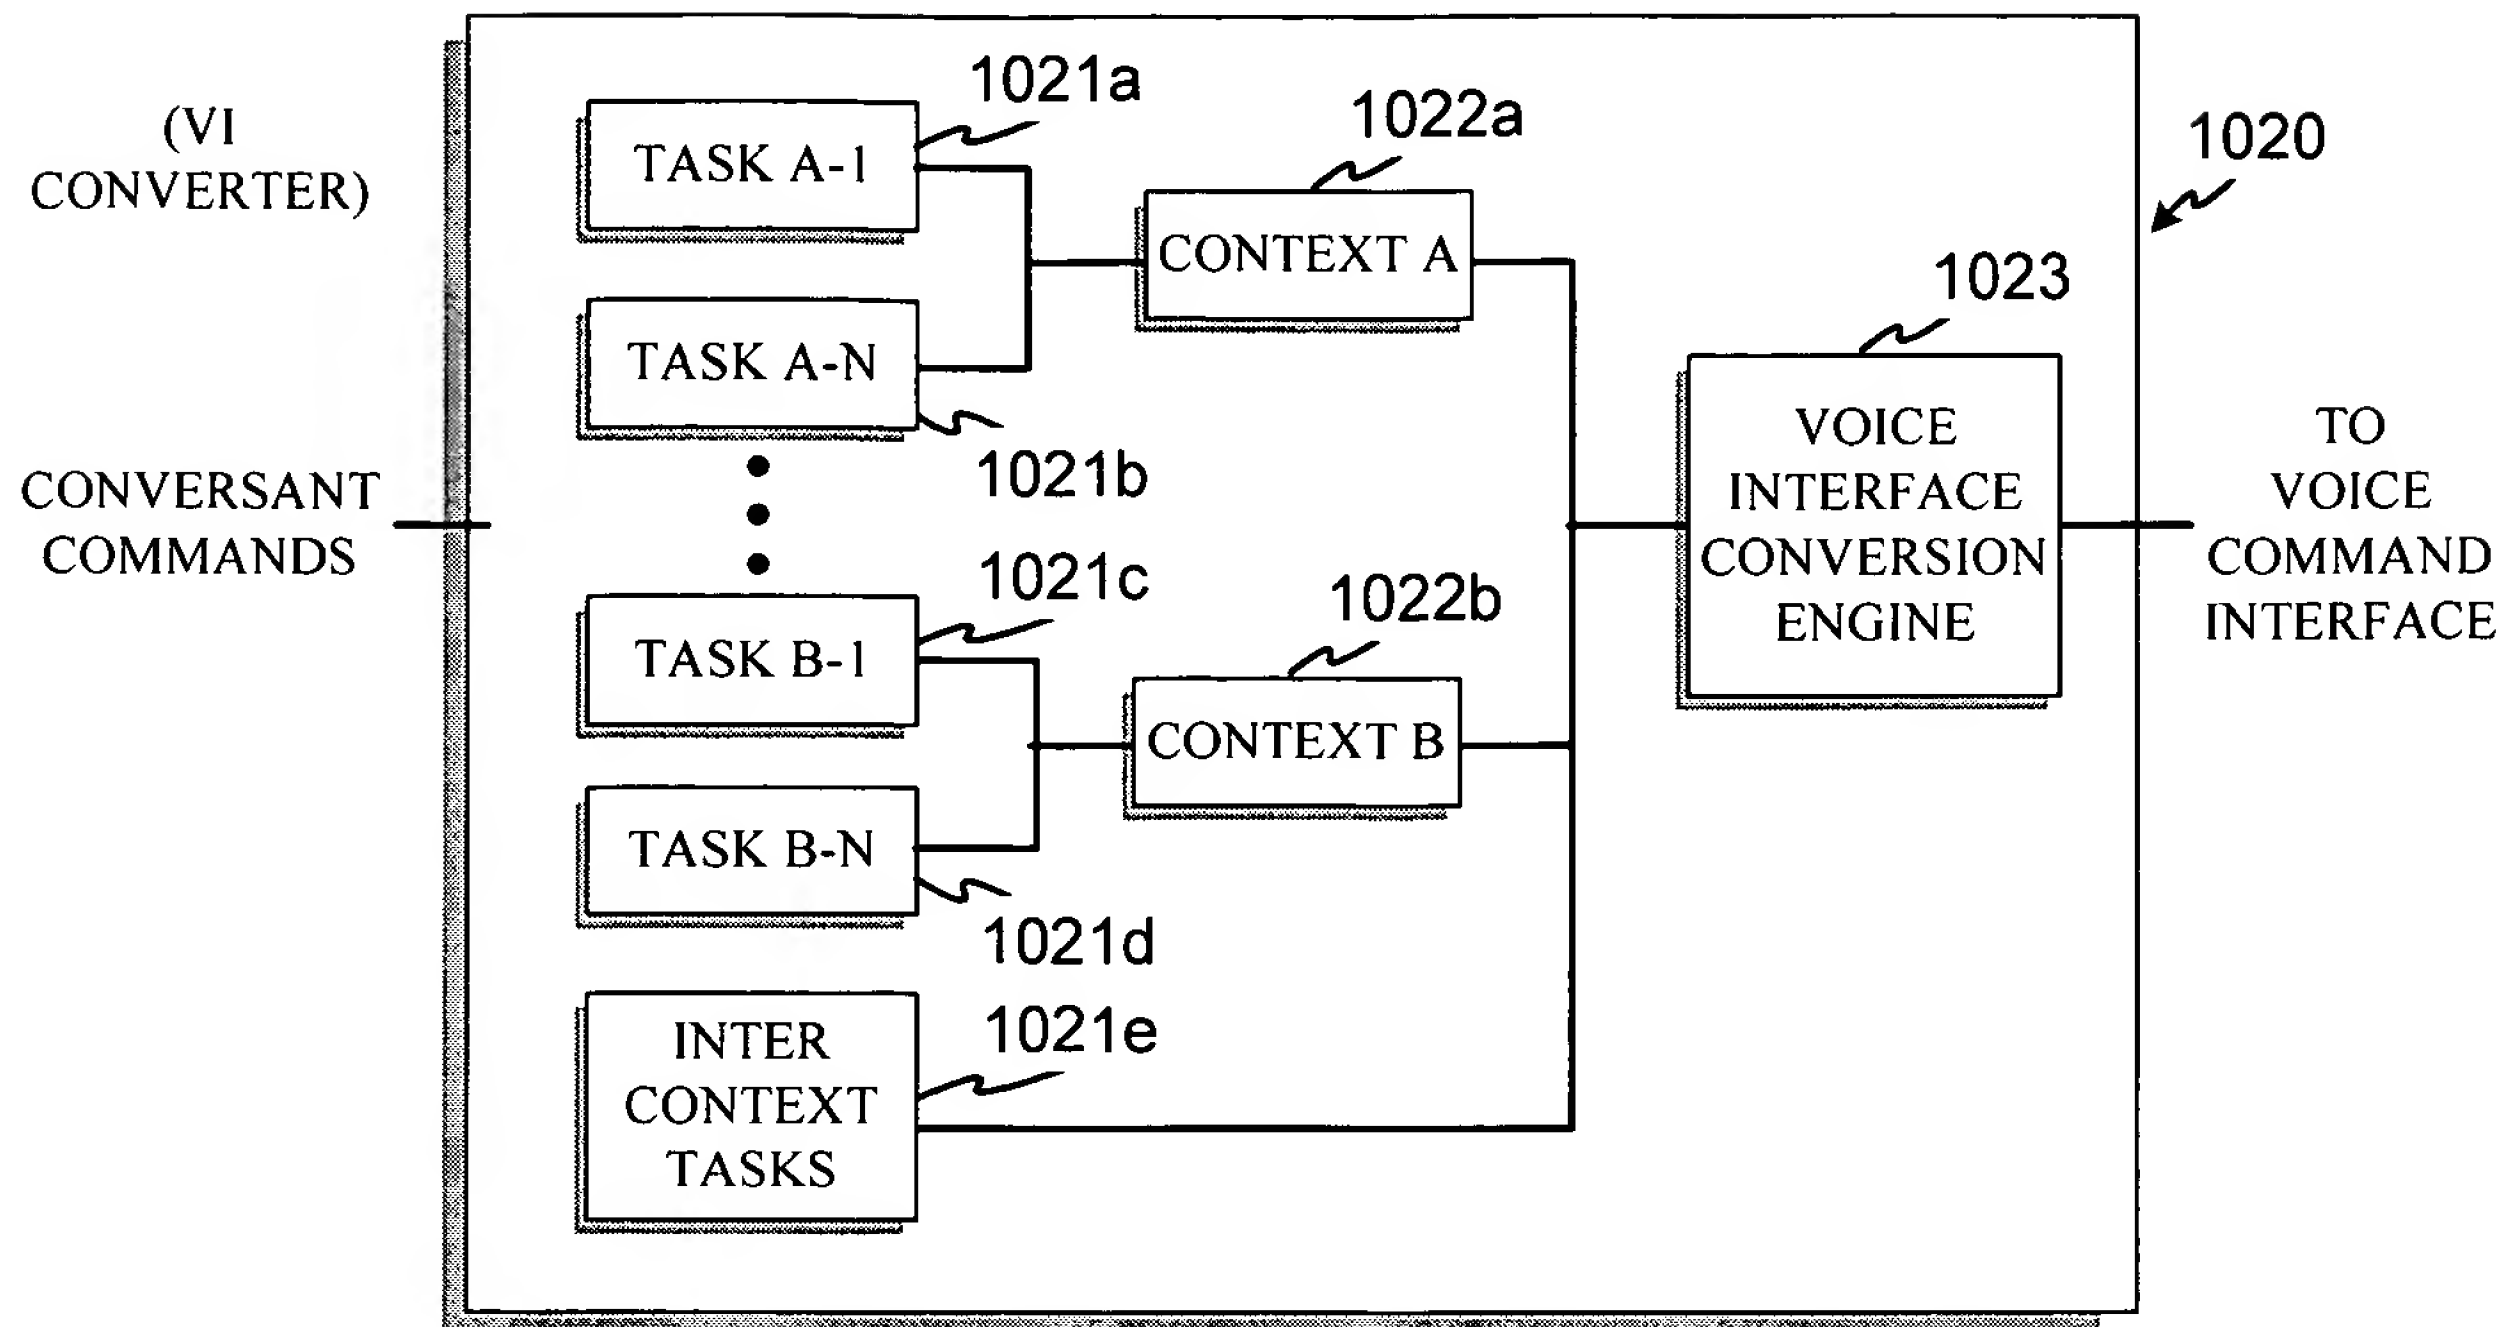 (VI
CONVERTER)
CONVERSANT
COMMANDS
1021a
TASK A-1
TASK A-N
1021b
1021c
TASK B-1
TASK B-N
1021d
1021e
INTER
CONTEXT
TASKS
1022a
CONTEXT A
1022b
CONTEXT B
1023
VOICE
INTERFACE
CONVERSION
ENGINE
1020
TO
VOICE
COMMAND
INTERFACE